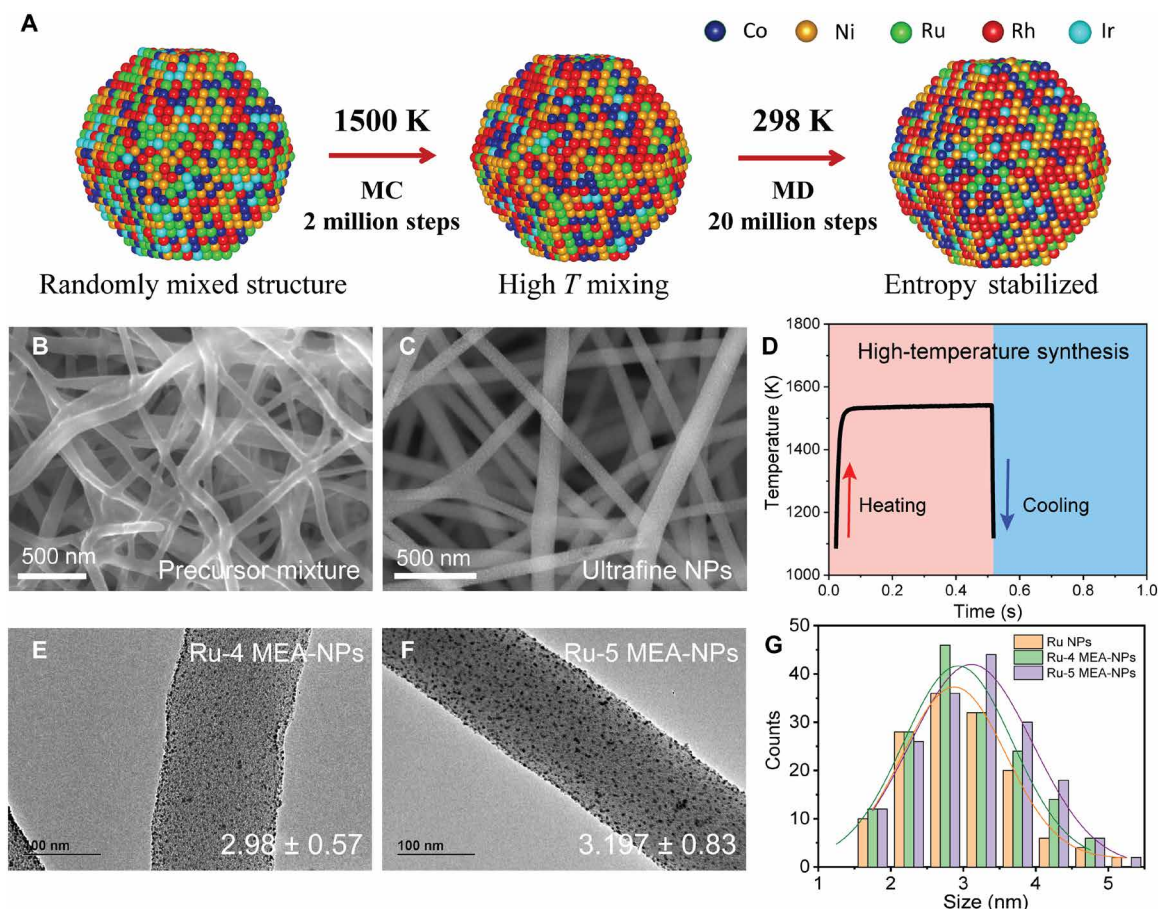 A
Co Ni Ru Rh Ir
1500 K
MC
2 million steps
298 K
MD
20 million steps
Randomly mixed structure
High T mixing
Entropy stabilized
B
500 nm
Precursor mixture
C
500 nm
Ultrafine NPs
D
High-temperature synthesis
Heating
Cooling
1800
1600
1400
1200
1000
Temperature (K)
0.0 0.2 0.4 0.6 0.8 1.0
Time (s)
E
Ru-4 MEA-NPs
100 nm
2.98 ± 0.57
F
Ru-5 MEA-NPs
100 nm
3.197 ± 0.83
G
Ru NPs
Ru-4 MEA-NPs
Ru-5 MEA-NPs
50
40
30
20
10
0
Counts
1 2 3 4 5
Size (nm)